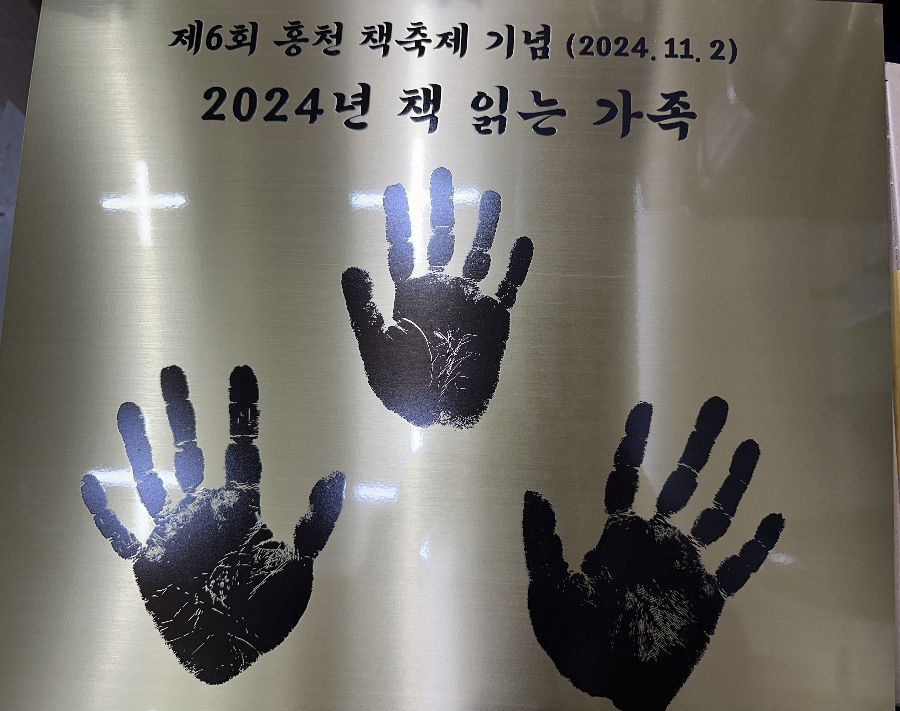 제6회 홍천 책축제 기념 (2024. 11. 2)
2024년 책 읽는 가족